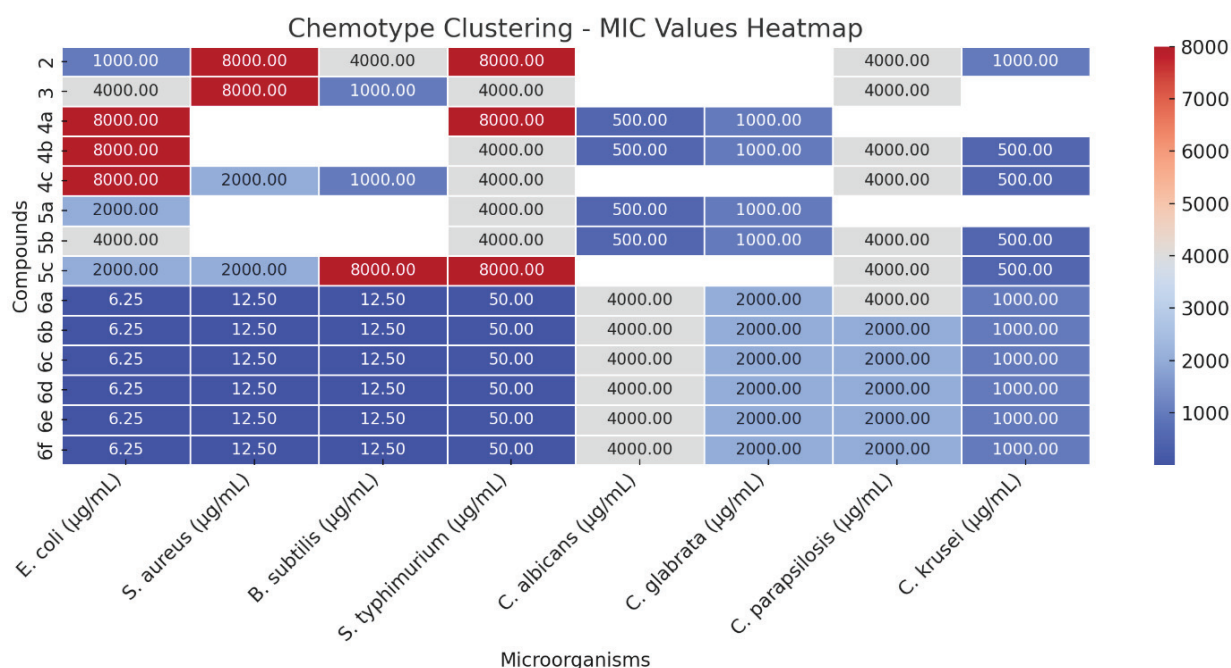 Chemotype Clustering - MIC Values Heatmap
Compounds
2 1000.00 8000.00 4000.00 8000.00 4000.00 1000.00
3 4000.00 8000.00 1000.00 4000.00 4000.00
4a 8000.00 8000.00 500.00 1000.00
4b 8000.00 4000.00 500.00 1000.00 4000.00 500.00
4c 8000.00 2000.00 1000.00 4000.00 4000.00 500.00
5a 2000.00 4000.00 500.00 1000.00
5b 4000.00 4000.00 500.00 1000.00 4000.00 500.00
5c 2000.00 2000.00 8000.00 8000.00 4000.00 500.00
6a 6.25 12.50 12.50 50.00 4000.00 2000.00 4000.00 1000.00
6b 6.25 12.50 12.50 50.00 4000.00 2000.00 2000.00 1000.00
6c 6.25 12.50 12.50 50.00 4000.00 2000.00 2000.00 1000.00
6d 6.25 12.50 12.50 50.00 4000.00 2000.00 2000.00 1000.00
6e 6.25 12.50 12.50 50.00 4000.00 2000.00 2000.00 1000.00
6f 6.25 12.50 12.50 50.00 4000.00 2000.00 2000.00 1000.00
E. coli (μg/mL)
S. aureus (μg/mL)
B. subtilis (μg/mL)
S. typhimurium (μg/mL)
C. albicans (μg/mL)
C. glabrata (μg/mL)
C. parapsilosis (μg/mL)
C. krusei (μg/mL)
Microorganisms
8000
7000
6000
5000
4000
3000
2000
1000